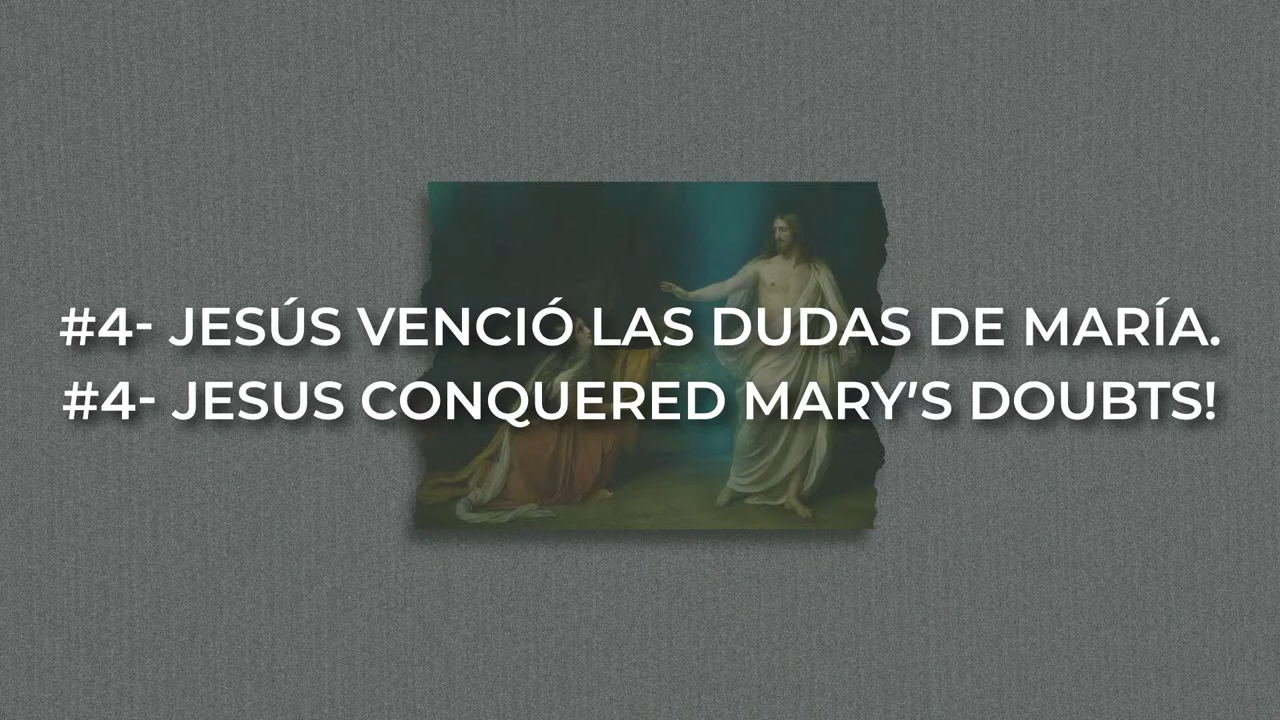 #4- JESÚS VENCIÓ LAS DUDAS DE MARÍA.
#4- JESUS CONQUERED MARY'S DOUBTS!